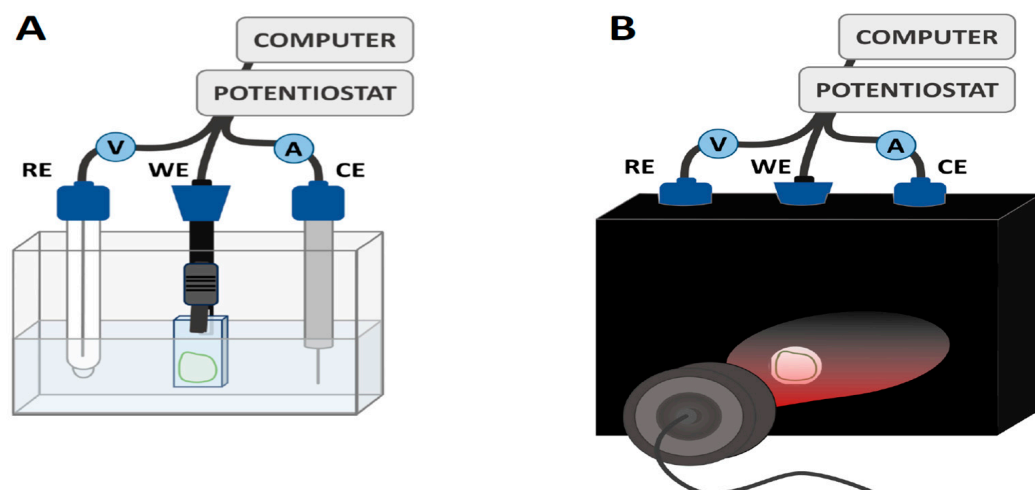 A
COMPUTER
POTENTIOSTAT
V
A
RE
WE
CE
B
COMPUTER
POTENTIOSTAT
V
A
RE
WE
CE